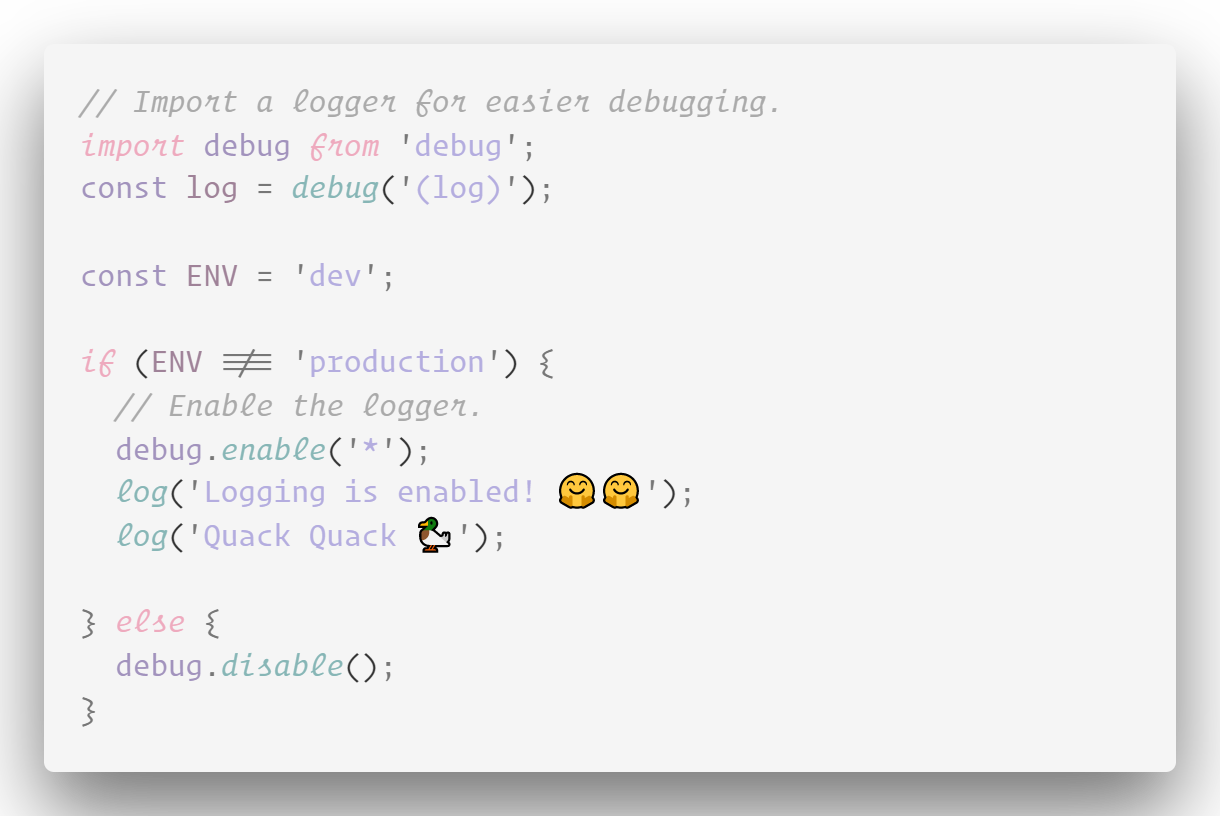 // Import a logger for easier debugging.
import debug from 'debug';
const log = debug('(log)');
const ENV = 'dev';
if (ENV !== 'production') {
// Enable the logger.
debug.enable('*');
log('Logging is enabled! 🤗🤗');
log('Quack Quack 🦆');
} else {
debug.disable();
}